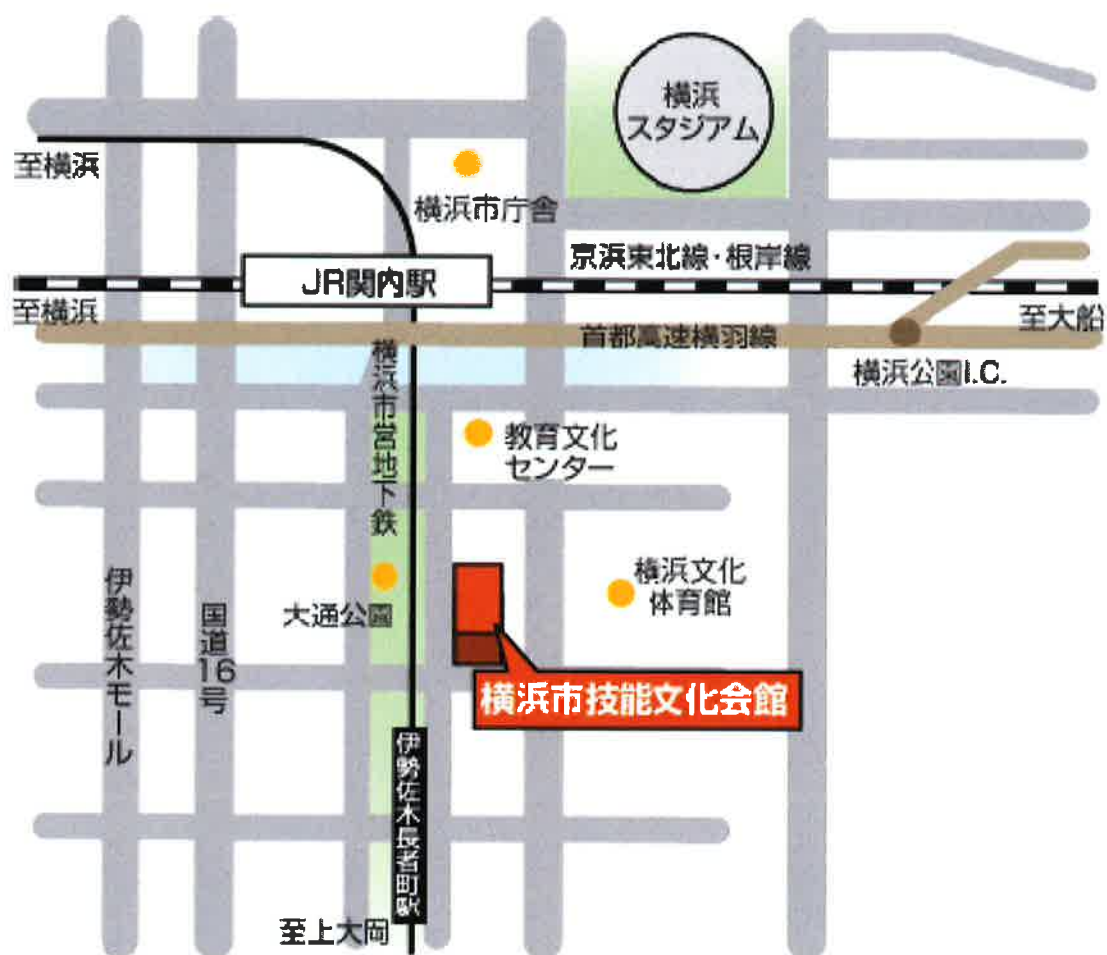 横浜
スタジアム
至横浜
横浜市庁舎
京浜東北線・根岸線
JR関内駅
至横浜
至大船
首都高速横羽線
横浜公園I.C.
横浜市営地下鉄
教育文化
センター
伊勢佐木モール
国道16号
大通公園
横浜文化
体育館
横浜市技能文化会館
伊勢佐木長者町駅
至上大岡